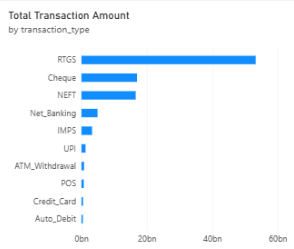 Total Transaction Amount
by transaction_type
RTGS
Cheque
NEFT
Net_Banking
IMPS
UPI
ATM_Withdrawal
POS
Credit_Card
Auto_Debit
0bn 20bn 40bn 60bn